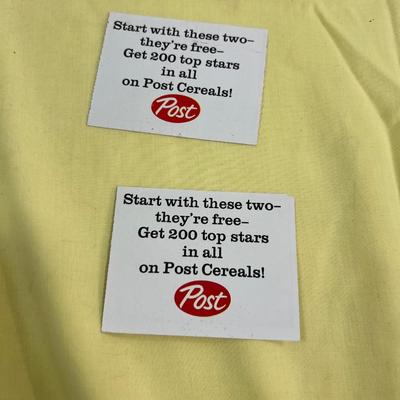 Start with these two–
they're free–
Get 200 top stars
in all
on Post Cereals!
Post
Start with these two–
they're free–
Get 200 top stars
in all
on Post Cereals!
Post